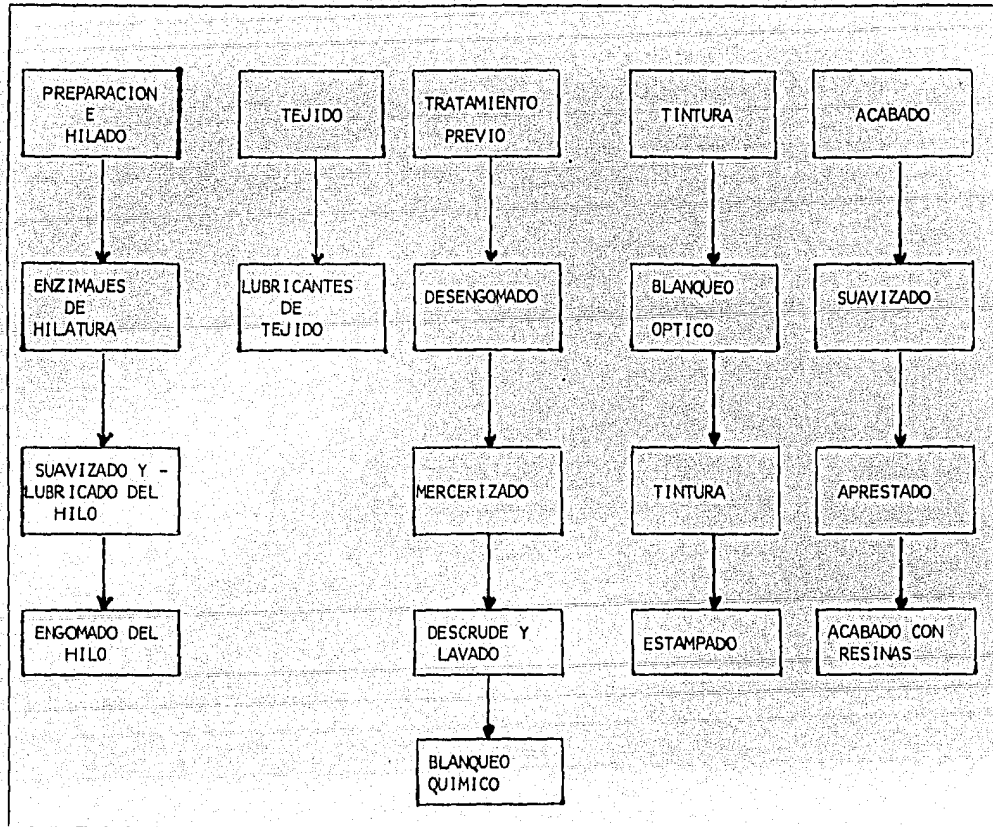 PREPARACION
E
HILADO
TEJIDO
TRATAMIENTO
PREVIO
TINTURA
ACABADO
ENZIMAJES
DE
HILATURA
LUBRICANTES
DE
TEJIDO
DESENGOMADO
BLANQUEO
OPTICO
SUAVIZADO
SUAVIZADO Y -
LUBRICADO DEL
HILO
MERCERIZADO
TINTURA
APRESTADO
ENGOMADO DEL
HILO
DESCRUDE Y
LAVADO
ESTAMPADO
ACABADO CON
RESINAS
BLANQUEO
QUIMICO